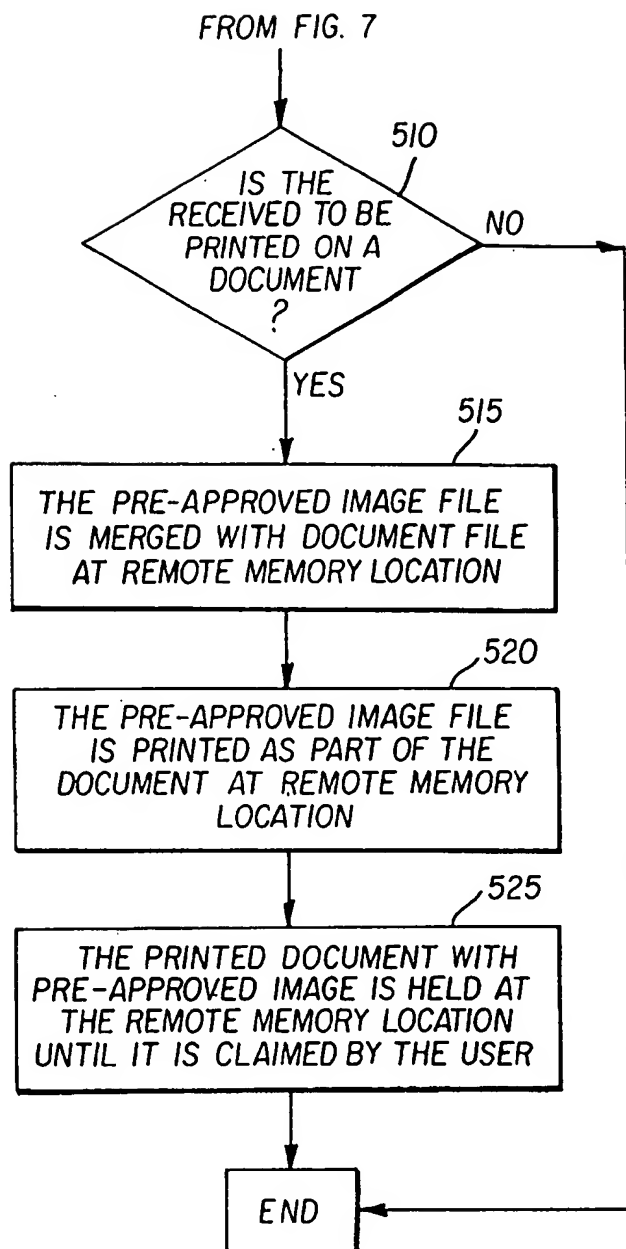 FROM FIG. 7
510
IS THE
RECEIVED TO BE
PRINTED ON A
DOCUMENT
?
NO
YES
515
THE PRE-APPROVED IMAGE FILE
IS MERGED WITH DOCUMENT FILE
AT REMOTE MEMORY LOCATION
520
THE PRE-APPROVED IMAGE FILE
IS PRINTED AS PART OF THE
DOCUMENT AT REMOTE MEMORY
LOCATION
525
THE PRINTED DOCUMENT WITH
PRE-APPROVED IMAGE IS HELD AT
THE REMOTE MEMORY LOCATION
UNTIL IT IS CLAIMED BY THE USER
END